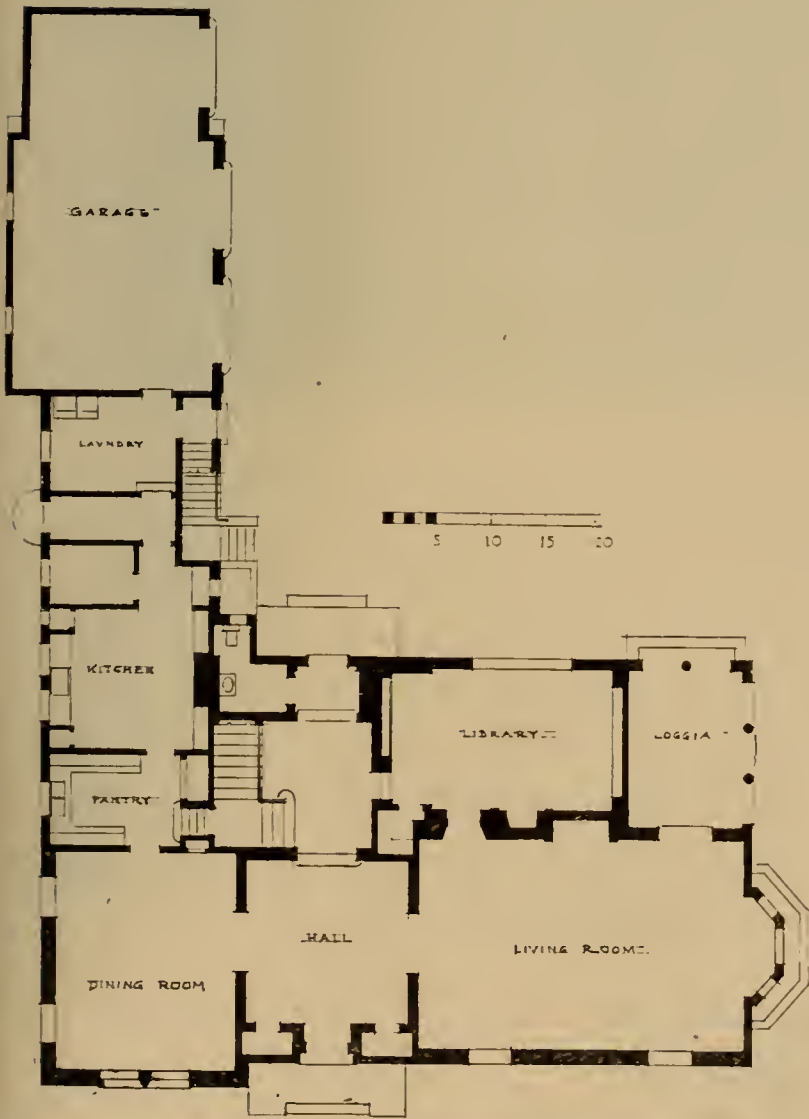 GARAGE
LAUNDRY
5 10 15 20
KITCHEN
LIBRARY
LOGGIA
PANTRY
HALL
LIVING ROOM
DINING ROOM